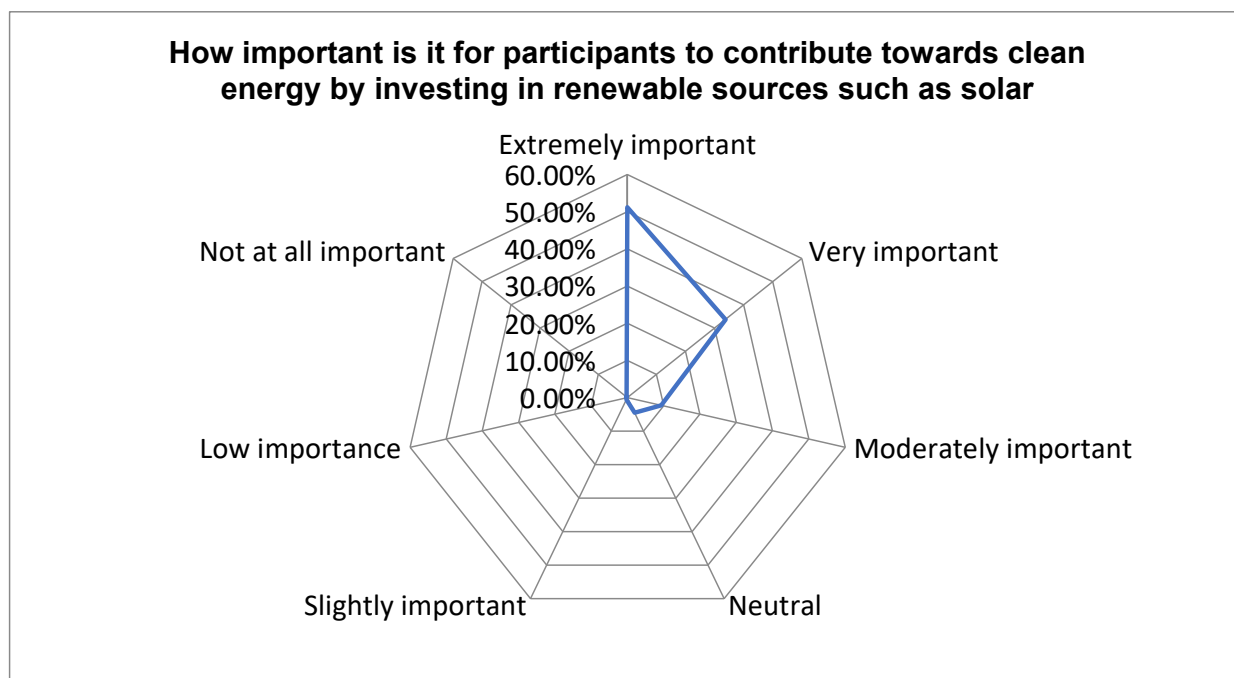 How important is it for participants to contribute towards clean
energy by investing in renewable sources such as solar
Extremely important
60.00%
50.00%
40.00%
30.00%
20.00%
10.00%
0.00%
Very important
Moderately important
Neutral
Slightly important
Low importance
Not at all important